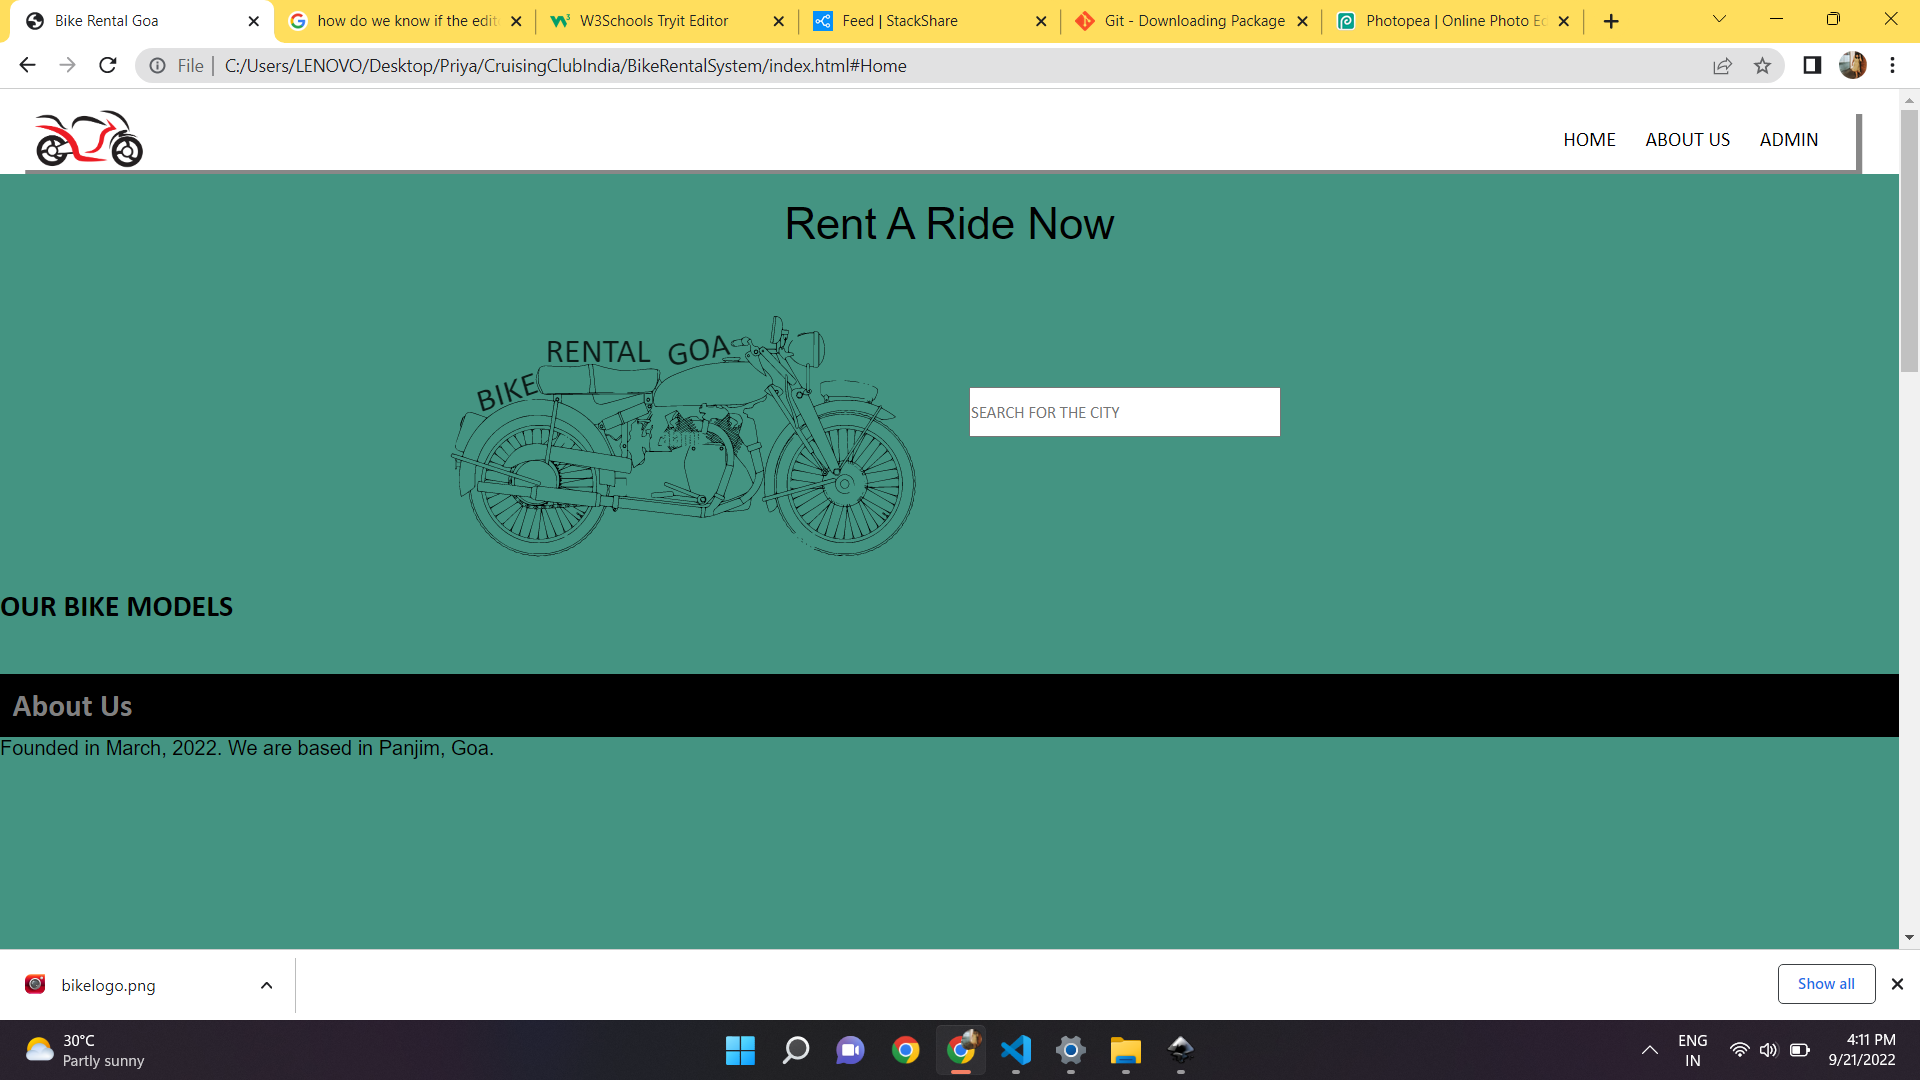 Bike Rental Goa
how do we know if the edit
W3Schools Tryit Editor
Feed | StackShare
Git - Downloading Package
Photopea | Online Photo Ed
File | C:/Users/LENOVO/Desktop/Priya/CruisingClubIndia/BikeRentalSystem/index.html#Home
HOME ABOUT US ADMIN
Rent A Ride Now
BIKE RENTAL GOA
SEARCH FOR THE CITY
OUR BIKE MODELS
About Us
Founded in March, 2022. We are based in Panjim, Goa.
bikelogo.png
Show all
30°C
Partly sunny
ENG
IN
4:11 PM
9/21/2022